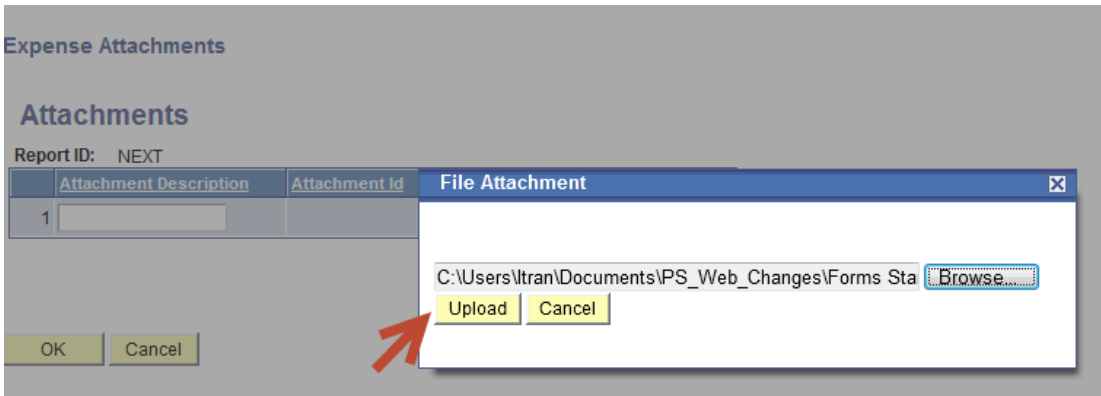 Expense Attachments
Attachments
Report ID: NEXT
Attachment Description Attachment Id
File Attachment
1
C:\Users\ltran\Documents\PS_Web_Changes\Forms Sta Browse...
Upload Cancel
OK Cancel